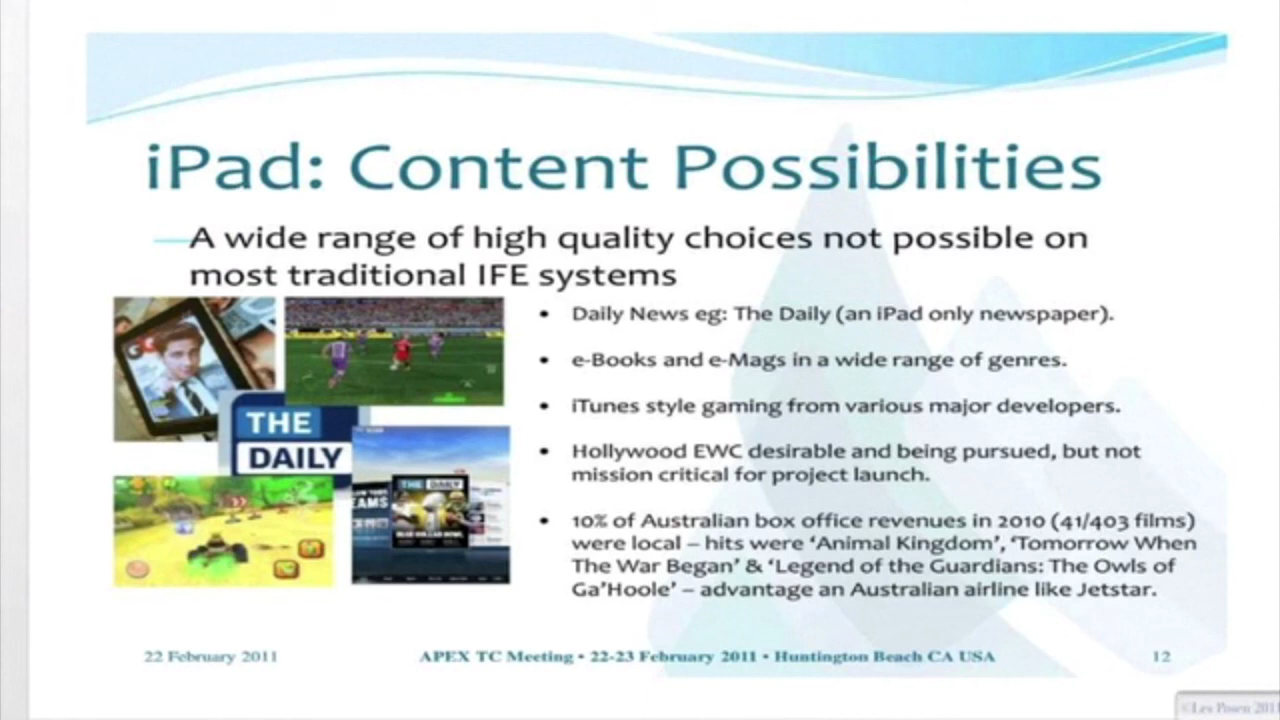 iPad: Content Possibilities
A wide range of high quality choices not possible on
most traditional IFE systems
• Daily News eg: The Daily (an iPad only newspaper).
• e-Books and e-Mags in a wide range of genres.
• iTunes style gaming from various major developers.
• Hollywood EWC desirable and being pursued, but not
mission critical for project launch.
• 10% of Australian box office revenues in 2010 (41/403 films)
were local – hits were ‘Animal Kingdom’, ‘Tomorrow When
The War Began’ & ‘Legend of the Guardians: The Owls of
Ga’Hoole’ – advantage an Australian airline like Jetstar.
THE
DAILY
THE DAILY
22 February 2011
APEX TC Meeting • 22-23 February 2011 • Huntington Beach CA USA
12
©Les Posen 2011